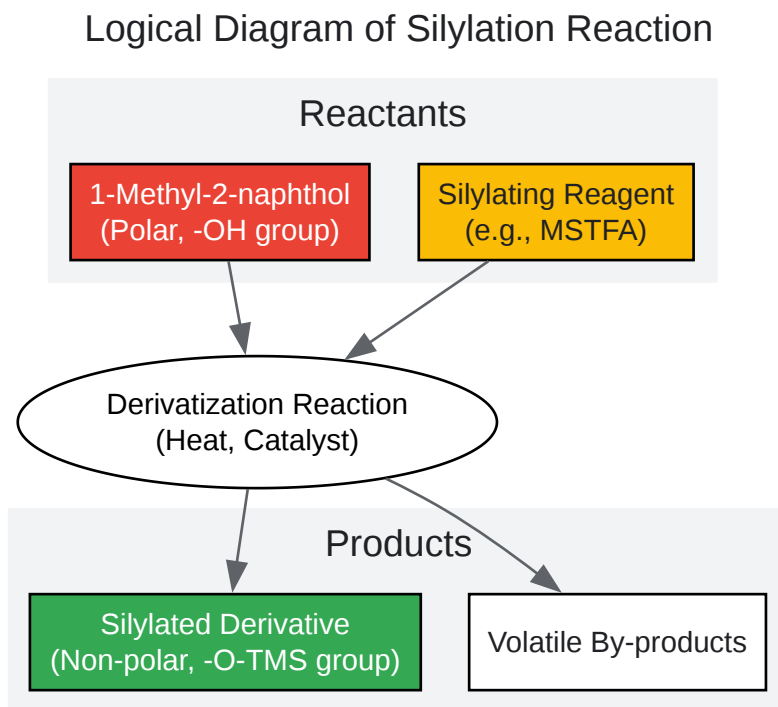 Logical Diagram of Silylation Reaction
Reactants
1-Methyl-2-naphthol
(Polar, -OH group)
Silylating Reagent
(e.g., MSTFA)
Derivatization Reaction
(Heat, Catalyst)
Products
Silylated Derivative
(Non-polar, -O-TMS group)
Volatile By-products